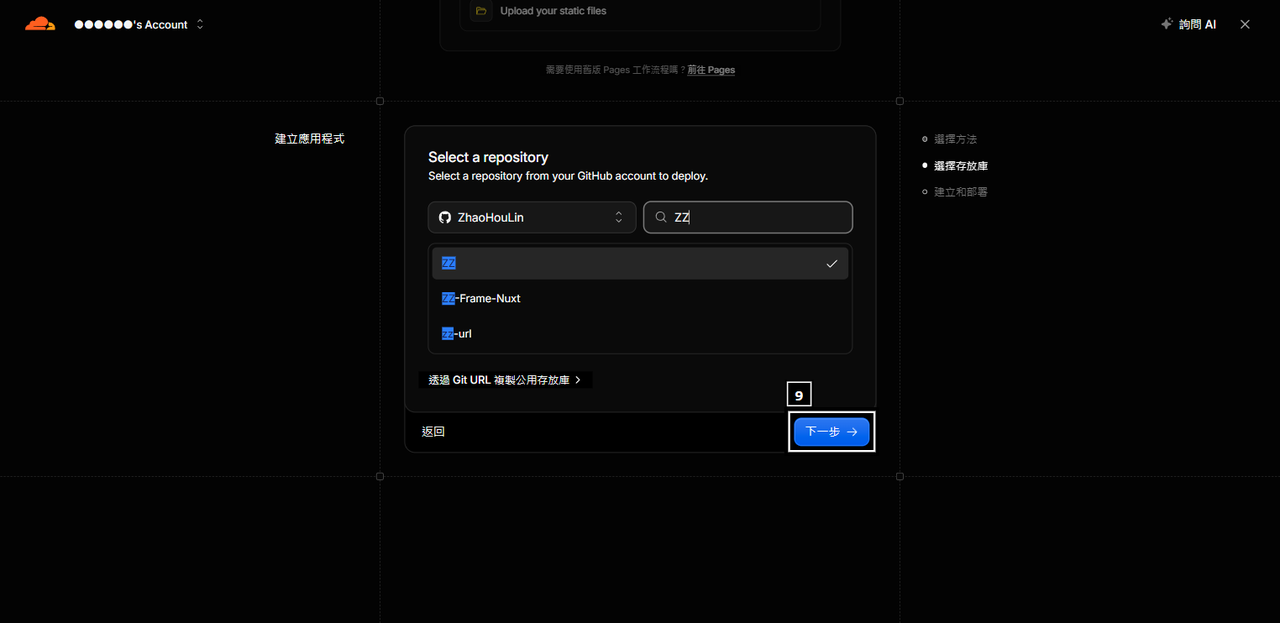 ●●●●●●'s Account
詢問 AI
Upload your static files
需要使用舊版 Pages 工作流程嗎？前往 Pages
建立應用程式
Select a repository
Select a repository from your GitHub account to deploy.
ZhaoHouLin
ZZ
ZZ
ZZ-Frame-Nuxt
zz-url
透過 Git URL 複製公用存放庫
9
返回
下一步
選擇方法
選擇存放庫
建立和部署